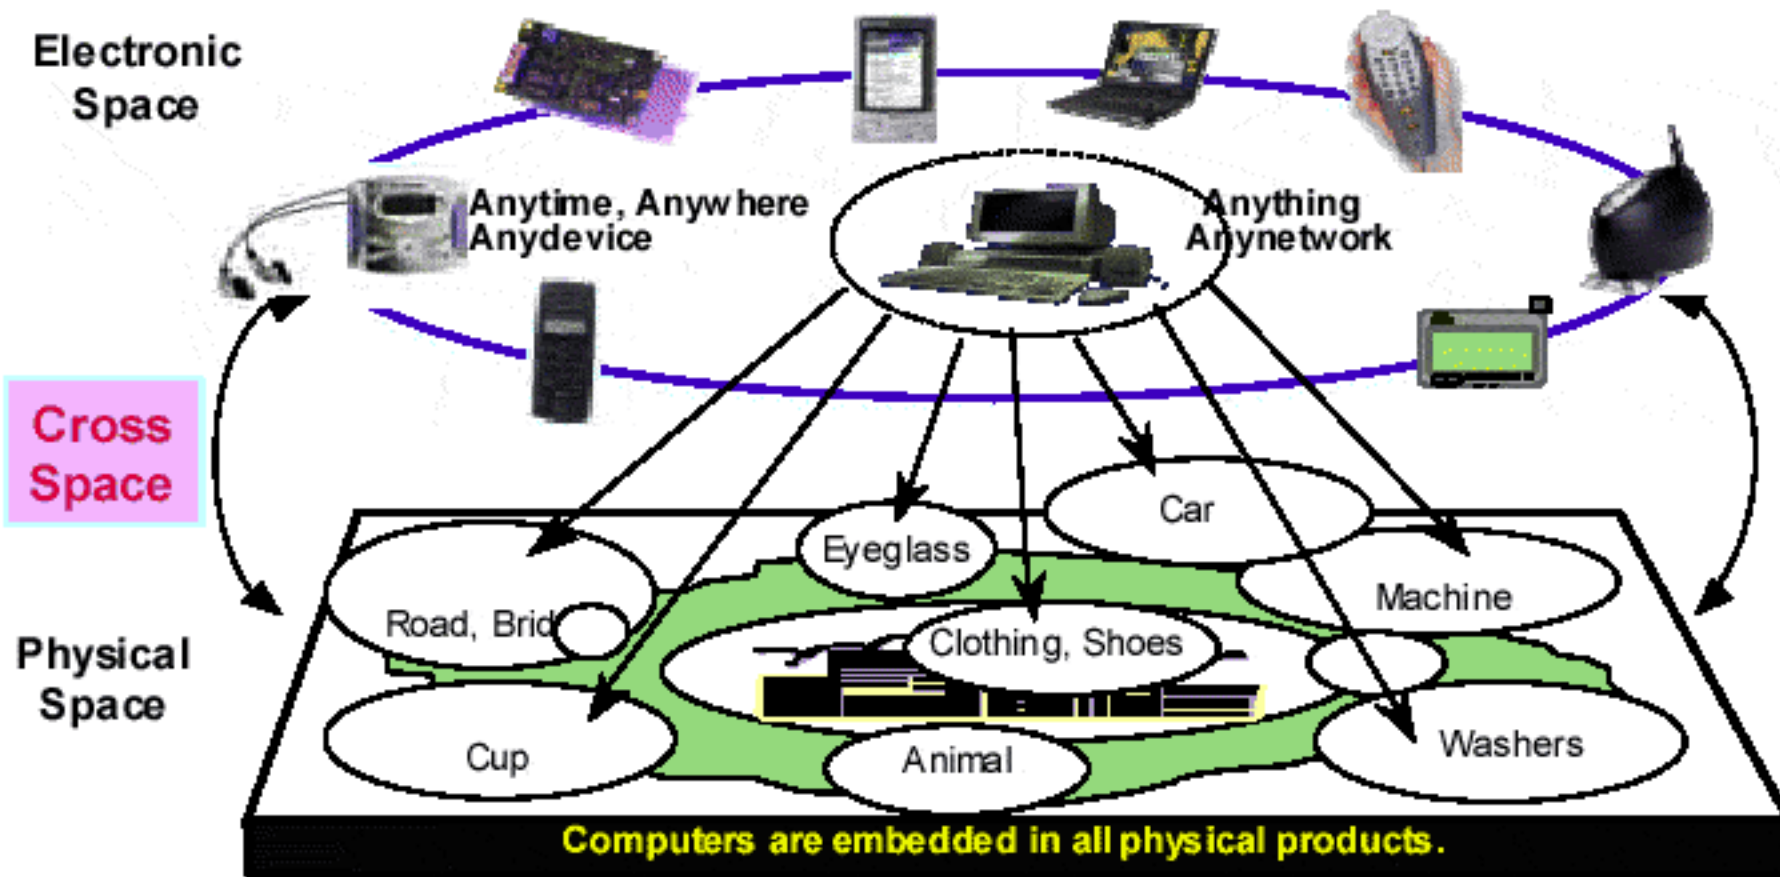 Electronic
Space
Anytime, Anywhere
Anydevice
Anything
Anynetwork
Cross
Space
Car
Eyeglass
Machine
Road, Brid
Clothing, Shoes
Physical
Space
Cup
Animal
Washers
Computers are embedded in all physical products.